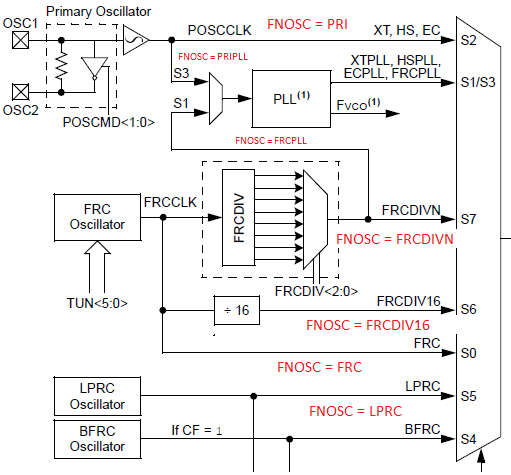 Primary Oscillator
OSC1
POSCCLK
FNOSC = PRI
XT, HS, EC
S2
FNOSC = PRIPLL
S3
XTPLL, HSPLL,
ECPLL, FRCPLL
PLL(1)
S1/S3
S1
FVCO(1)
OSC2
POSCMD<1:0>
FNOSC = FRCPLL
FRC
Oscillator
FRCCLK
FRCDIV
FRCDIVN
S7
FNOSC = FRCDIVN
TUN<5:0>
FRCDIV<2:0>
÷ 16
FRCDIV16
S6
FNOSC = FRCDIV16
FRC
S0
FNOSC = FRC
LPRC
Oscillator
LPRC
S5
FNOSC = LPRC
BFRC
Oscillator
If CF = 1
BFRC
S4